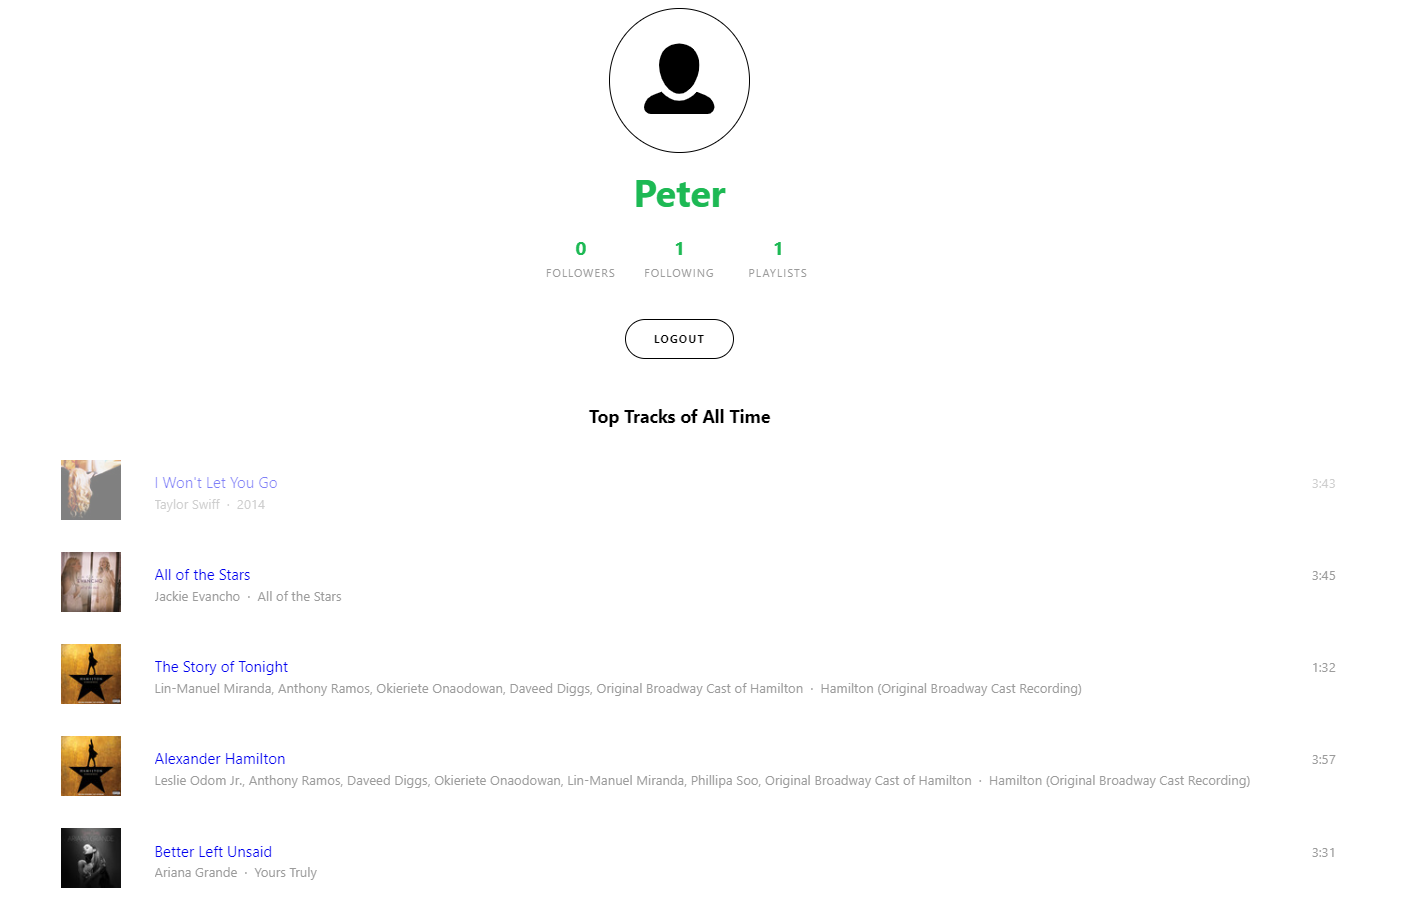 Peter
0 1 1
FOLLOWERS FOLLOWING PLAYLISTS
LOGOUT
Top Tracks of All Time
I Won't Let You Go 3:43
Taylor Swiff · 2014
All of the Stars 3:45
Jackie Evancho · All of the Stars
The Story of Tonight 1:32
Lin-Manuel Miranda, Anthony Ramos, Okieriete Onaodowan, Daveed Diggs, Original Broadway Cast of Hamilton · Hamilton (Original Broadway Cast Recording)
Alexander Hamilton 3:57
Leslie Odom Jr., Anthony Ramos, Daveed Diggs, Okieriete Onaodowan, Lin-Manuel Miranda, Phillipa Soo, Original Broadway Cast of Hamilton · Hamilton (Original Broadway Cast Recording)
Better Left Unsaid 3:31
Ariana Grande · Yours Truly